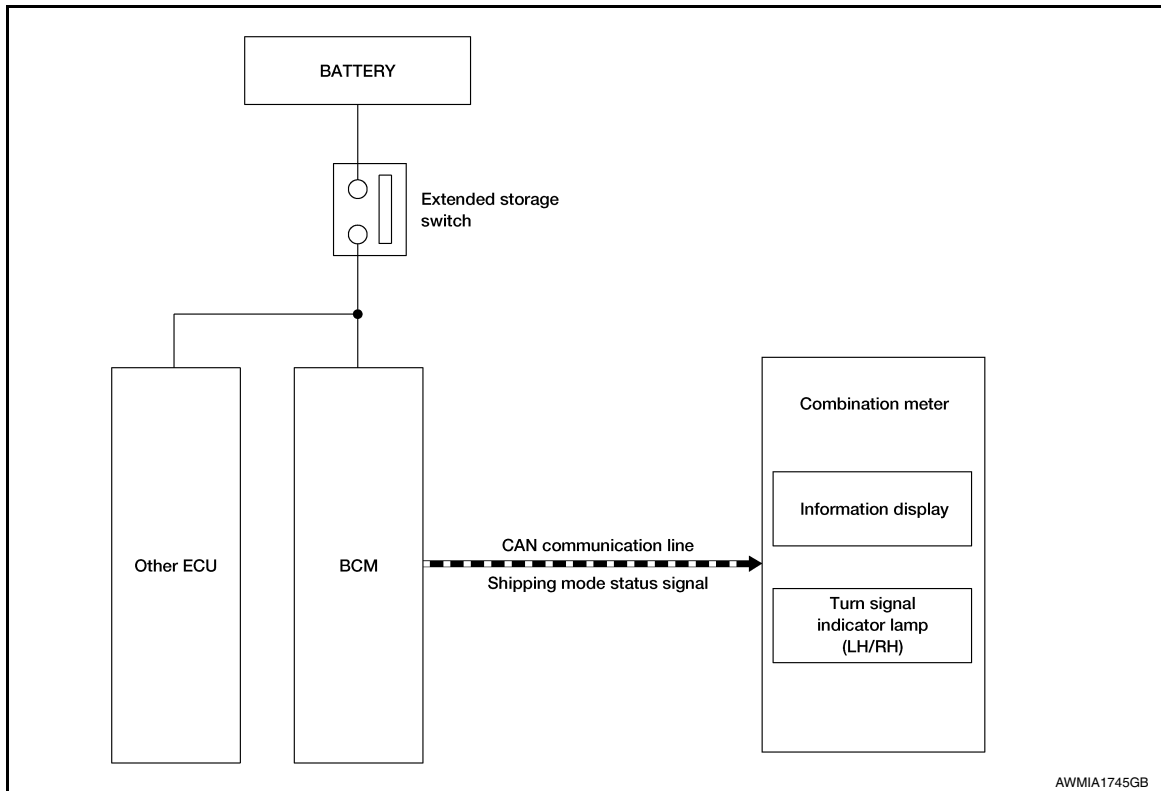 BATTERY
Extended storage
switch
Other ECU
BCM
CAN communication line
Shipping mode status signal
Combination meter
Information display
Turn signal
indicator lamp
(LH/RH)
AWMIA1745GB